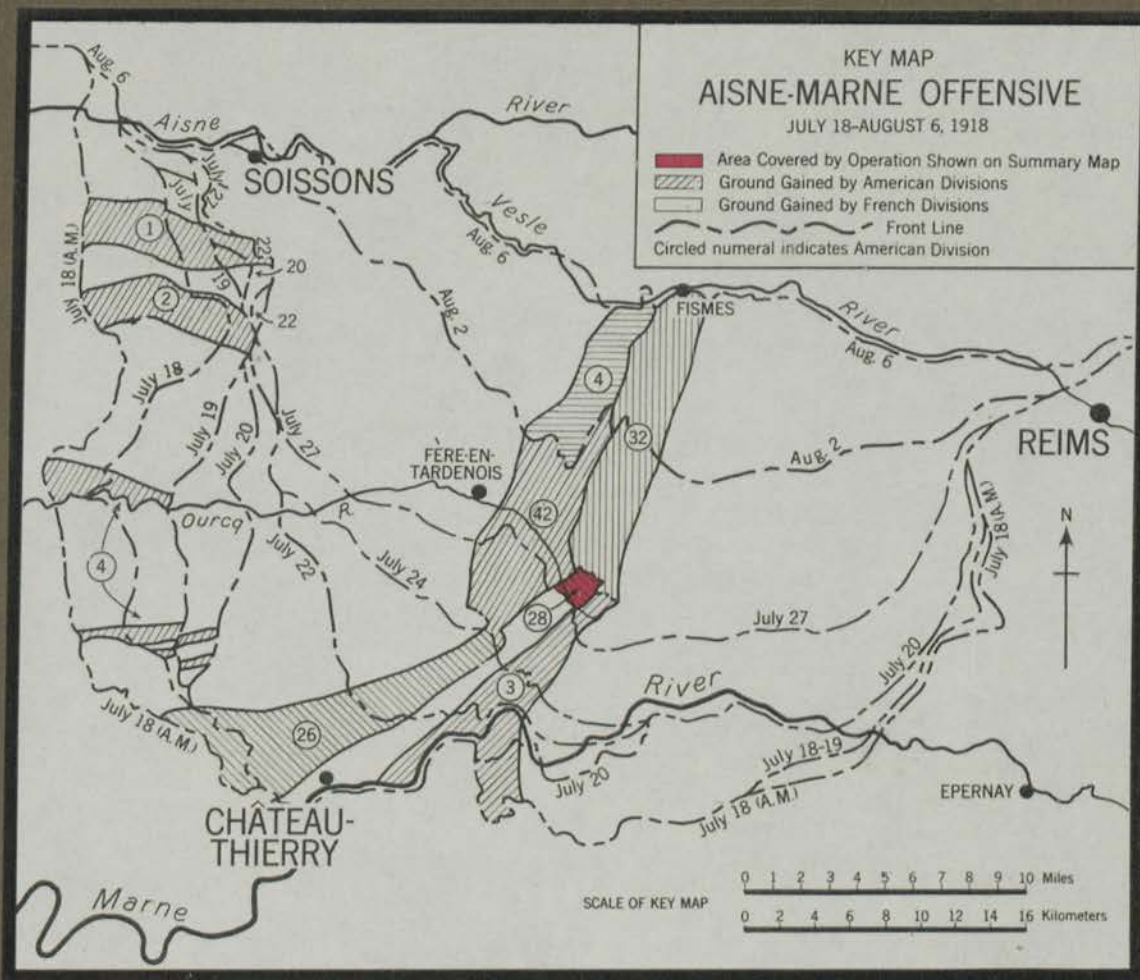 KEY MAP
AISNE-MARNE OFFENSIVE
JULY 18–AUGUST 6, 1918
Area Covered by Operation Shown on Summary Map
Ground Gained by American Divisions
Ground Gained by French Divisions
Front Line
Circled numeral indicates American Division
Aug. 6
Aisne
River
SOISSONS
July 22
July
Vesle
Aug. 6
1
July 18 (A.M.)
22
20
19
2
22
FISMES
River
Aug. 6
Aug. 2
July 18
4
REIMS
July 19
July 20
July 27
32
Aug. 2
FÈRE-EN-
TARDENOIS
Ourcq
R.
42
July 18 (A.M.)
N
4
July 22
July 24
28
July 27
July 20
3
River
July 18 (A.M.)
26
July 20
July 18-19
July 18 (A.M.)
EPERNAY
CHÂTEAU-
THIERRY
Marne
SCALE OF KEY MAP
0 1 2 3 4 5 6 7 8 9 10 Miles
0 2 4 6 8 10 12 14 16 Kilometers